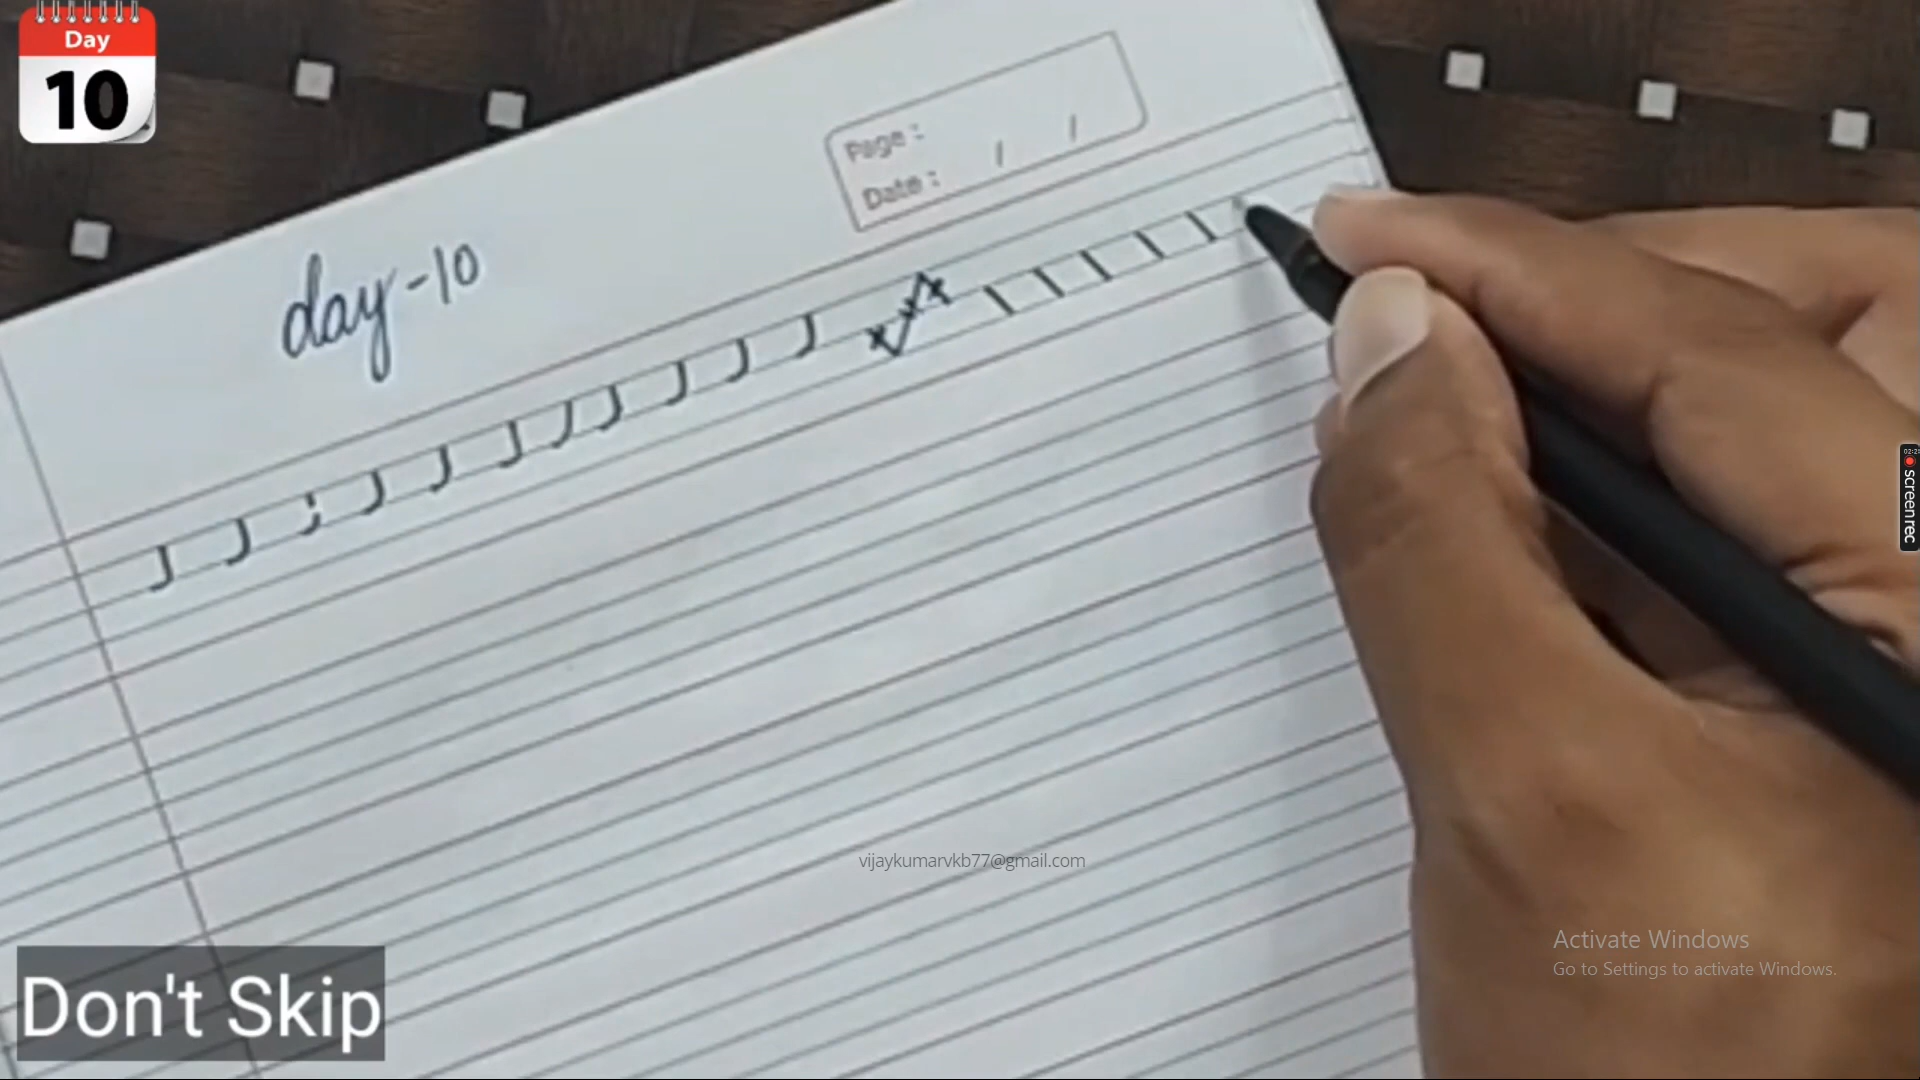 Day
10
Page :
Date : / /
day-10
vijaykumarvkb77@gmail.com
Activate Windows
Go to Settings to activate Windows.
Don't Skip
screenrec